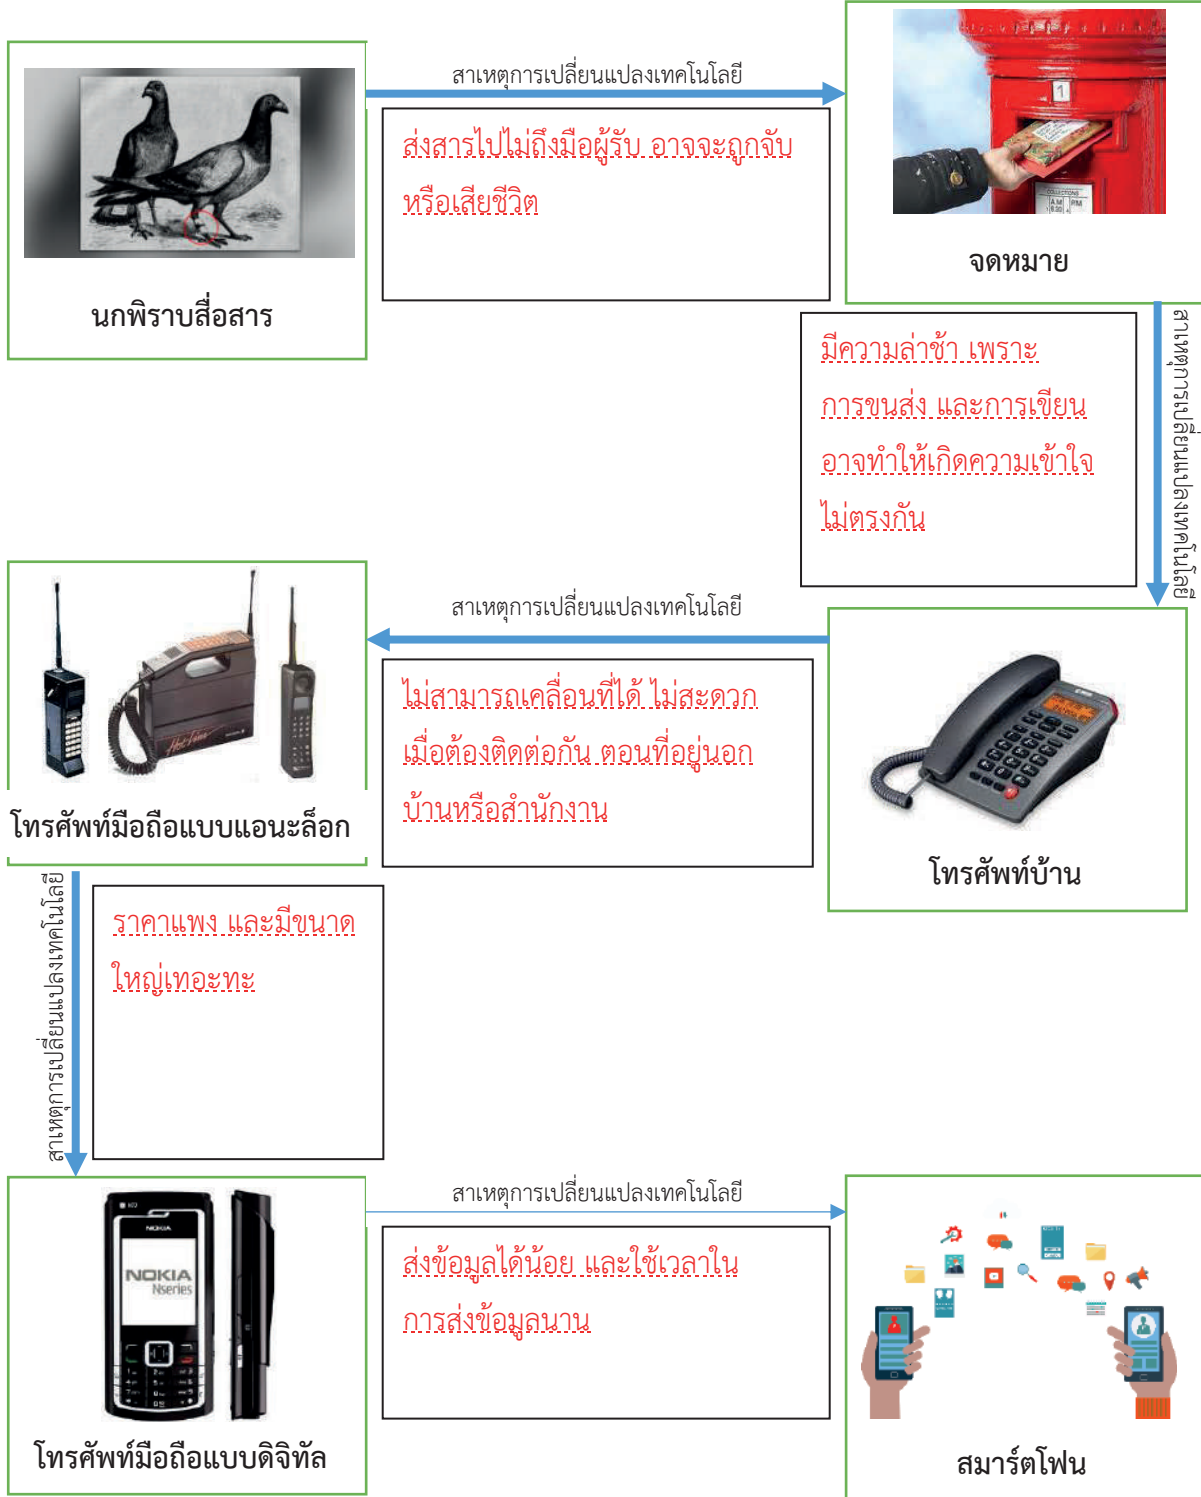 สาเหตุการเปลี่ยนแปลงเทคโนโลยี
ส่งสารไปไม่ถึงมือผู้รับ อาจจะถูกจับ
หรือเสียชีวิต
นกพิราบสื่อสาร
1
COLLECTIONS
จดหมาย
สาเหตุการเปลี่ยนแปลงเทคโนโลยี
มีความล่าช้า เพราะ
การขนส่ง และการเขียน
อาจทำให้เกิดความเข้าใจ
ไม่ตรงกัน
โทรศัพท์บ้าน
สาเหตุการเปลี่ยนแปลงเทคโนโลยี
ไม่สามารถเคลื่อนที่ได้ ไม่สะดวก
เมื่อต้องติดต่อกัน ตอนที่อยู่นอก
บ้านหรือสำนักงาน
Hot Line
โทรศัพท์มือถือแบบแอนะล็อก
สาเหตุการเปลี่ยนแปลงเทคโนโลยี
ราคาแพง และมีขนาด
ใหญ่เทอะทะ
NOKIA
NOKIA
Nseries
โทรศัพท์มือถือแบบดิจิทัล
สาเหตุการเปลี่ยนแปลงเทคโนโลยี
ส่งข้อมูลได้น้อย และใช้เวลาใน
การส่งข้อมูลนาน
สมาร์ตโฟน